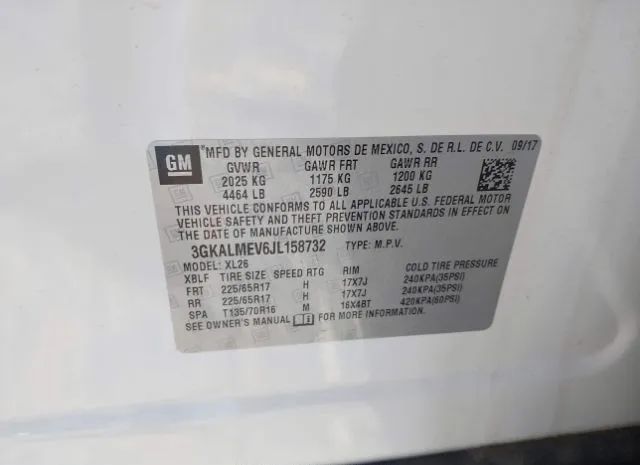 GM MFD BY GENERAL MOTORS DE MEXICO, S. DE R.L. DE C.V. 09/17
GVWR GAWR FRT GAWR RR
2025 KG 1175 KG 1200 KG
4464 LB 2590 LB 2645 LB
THIS VEHICLE CONFORMS TO ALL APPLICABLE U.S. FEDERAL MOTOR
VEHICLE SAFETY AND THEFT PREVENTION STANDARDS IN EFFECT ON
THE DATE OF MANUFACTURE SHOWN ABOVE.
3GKALMEV6JL158732 TYPE: M.P.V.
MODEL: XL26
XBLF TIRE SIZE SPEED RTG RIM COLD TIRE PRESSURE
FRT 225/65R17 H 17X7J 240KPA(35PSI)
RR 225/65R17 H 17X7J 240KPA(35PSI)
SPA T135/70R16 M 16X4BT 420KPA(60PSI)
SEE OWNER'S MANUAL FOR MORE INFORMATION.